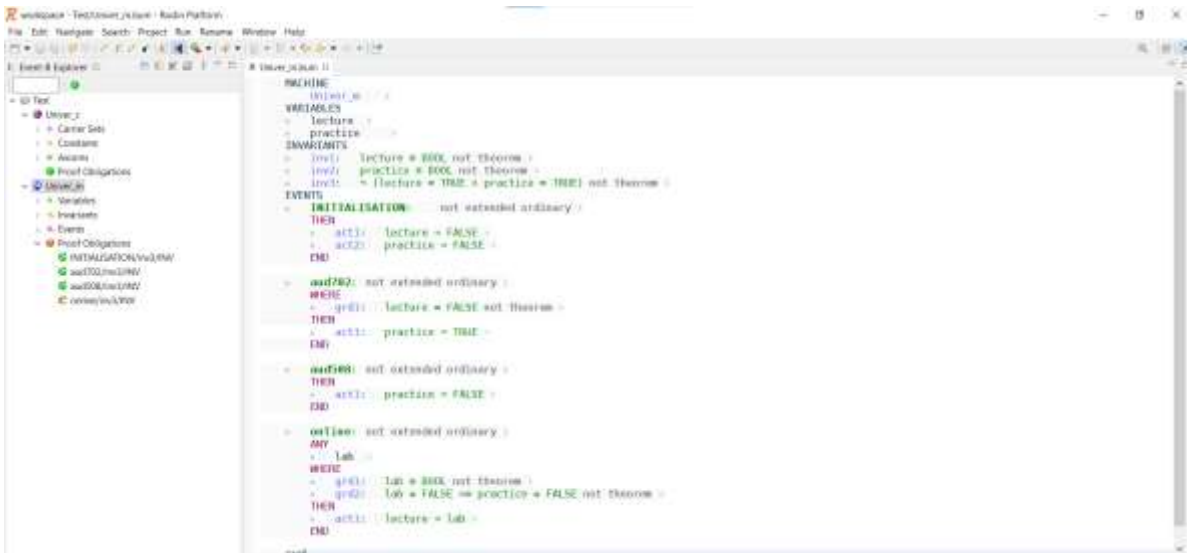 workspace - Test/Univer_m.bum - Rodin Platform
File Edit Navigate Search Project Run Rename Window Help
Event-B Explorer
Univer_m.bum
Test
Univer_c
Carrier Sets
Constants
Axioms
Proof Obligations
Univer_m
Variables
Invariants
Events
Proof Obligations
INITIALISATION/inv3/INV
aud702/inv3/INV
aud508/inv3/INV
online/inv3/INV
MACHINE
Univer_m
VARIABLES
lecture
practice
INVARIANTS
inv1: lecture ∈ BOOL not theorem
inv2: practice ∈ BOOL not theorem
inv3: (lecture = TRUE ∧ practice = TRUE) not theorem
EVENTS
INITIALISATION: not extended ordinary
THEN
act1: lecture ≔ FALSE
act2: practice ≔ FALSE
END
aud702: not extended ordinary
WHERE
grd1: lecture = FALSE not theorem
THEN
act1: practice ≔ TRUE
END
aud508: not extended ordinary
THEN
act1: practice ≔ FALSE
END
online: not extended ordinary
ANY
lab
WHERE
grd1: lab ∈ BOOL not theorem
grd2: lab = FALSE ⇒ practice = FALSE not theorem
THEN
act1: lecture ≔ lab
END